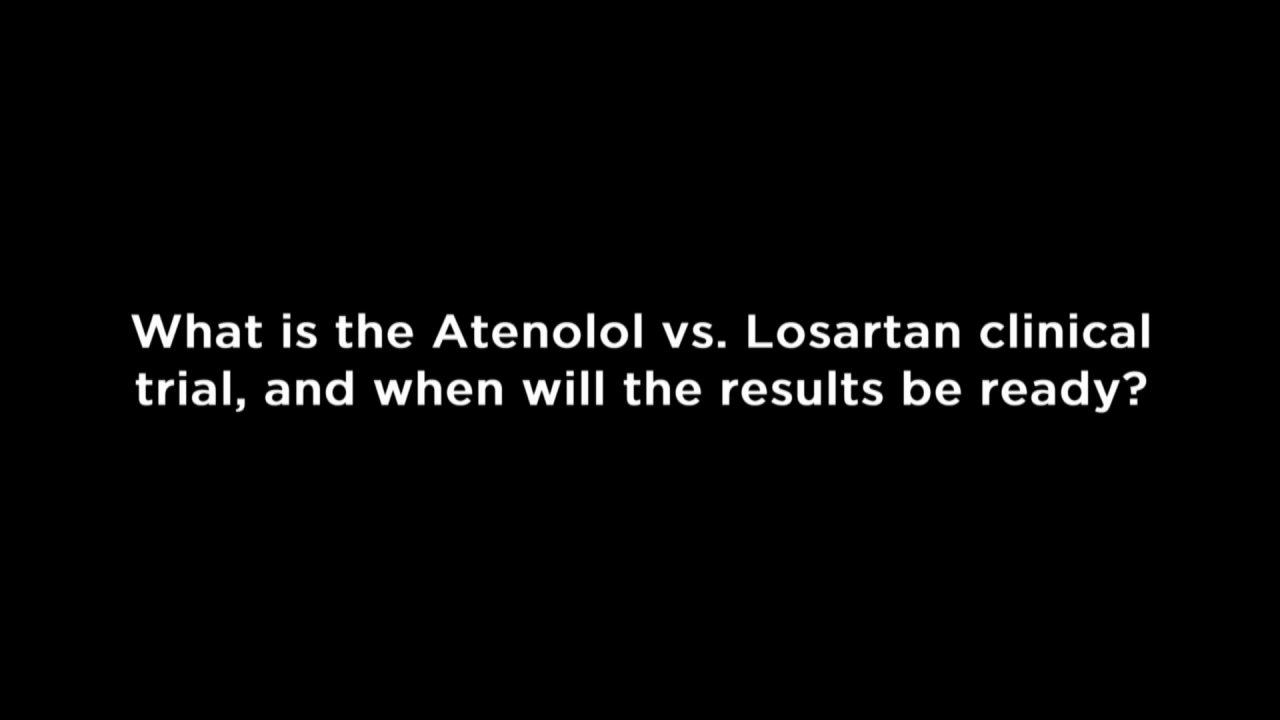 What is the Atenolol vs. Losartan clinical
trial, and when will the results be ready?